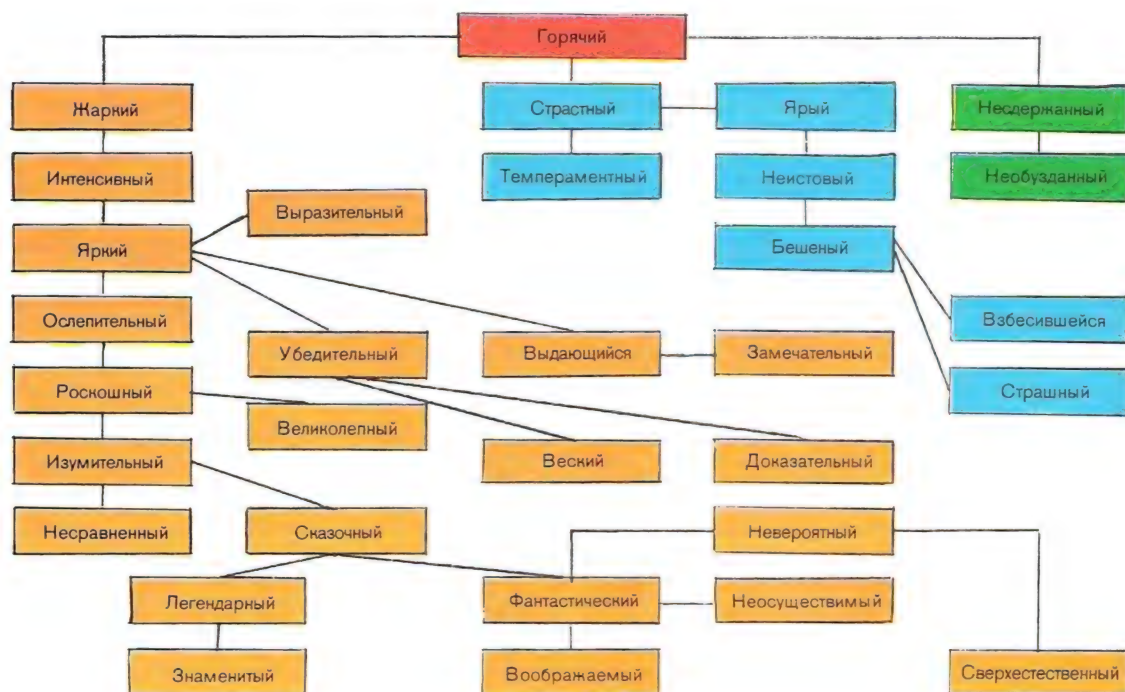 Горячий
Жаркий
Страстный
Ярый
Несдержанный
Интенсивный
Темпераментный
Неистовый
Необузданный
Выразительный
Яркий
Бешеный
Ослепительный
Взбесившейся
Убедительный
Выдающийся
Замечательный
Роскошный
Страшный
Великолепный
Изумительный
Веский
Доказательный
Несравненный
Сказочный
Невероятный
Легендарный
Фантастический
Неосуществимый
Знаменитый
Воображаемый
Сверхестественный